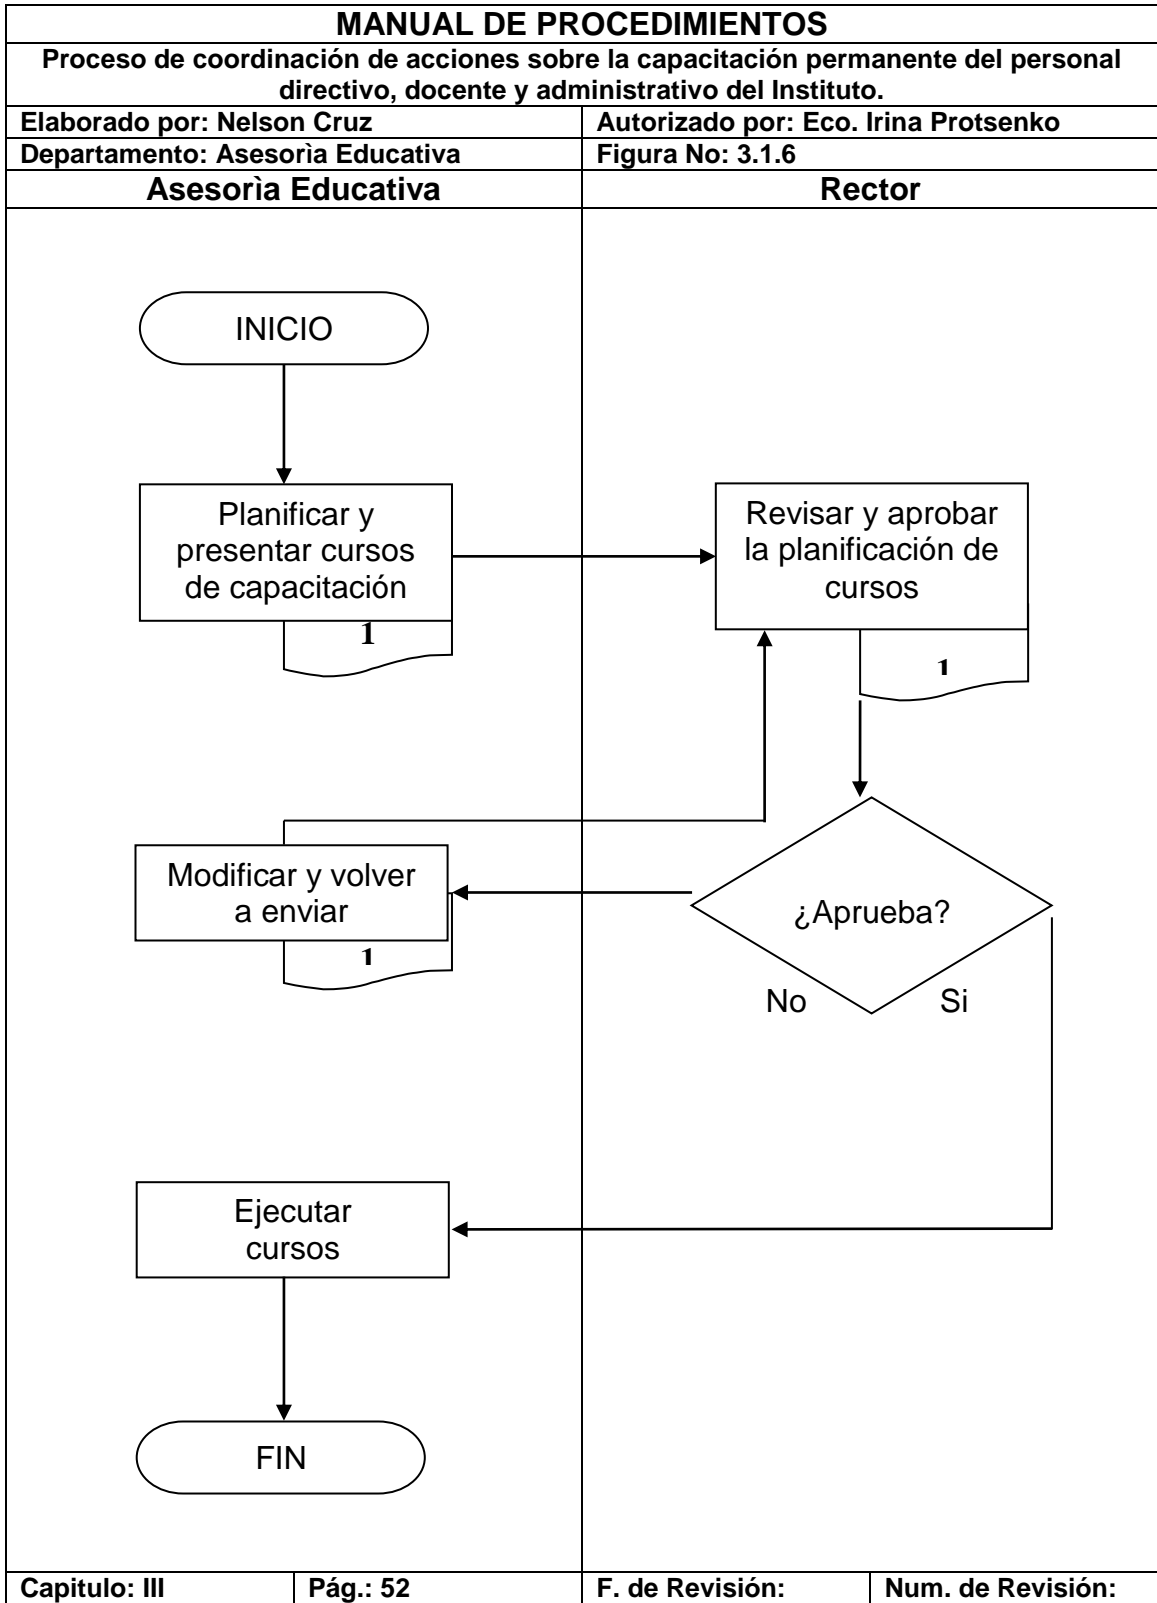 MANUAL DE PROCEDIMIENTOS
Proceso de coordinación de acciones sobre la capacitación permanente del personal
directivo, docente y administrativo del Instituto.
Elaborado por: Nelson Cruz
Autorizado por: Eco. Irina Protsenko
Departamento: Asesorìa Educativa
Figura No: 3.1.6
Asesorìa Educativa
Rector
INICIO
Planificar y
presentar cursos
de capacitación
1
Revisar y aprobar
la planificación de
cursos
1
Modificar y volver
a enviar
1
¿Aprueba?
No
Si
Ejecutar
cursos
FIN
Capitulo: III
Pág.: 52
F. de Revisión:
Num. de Revisión: